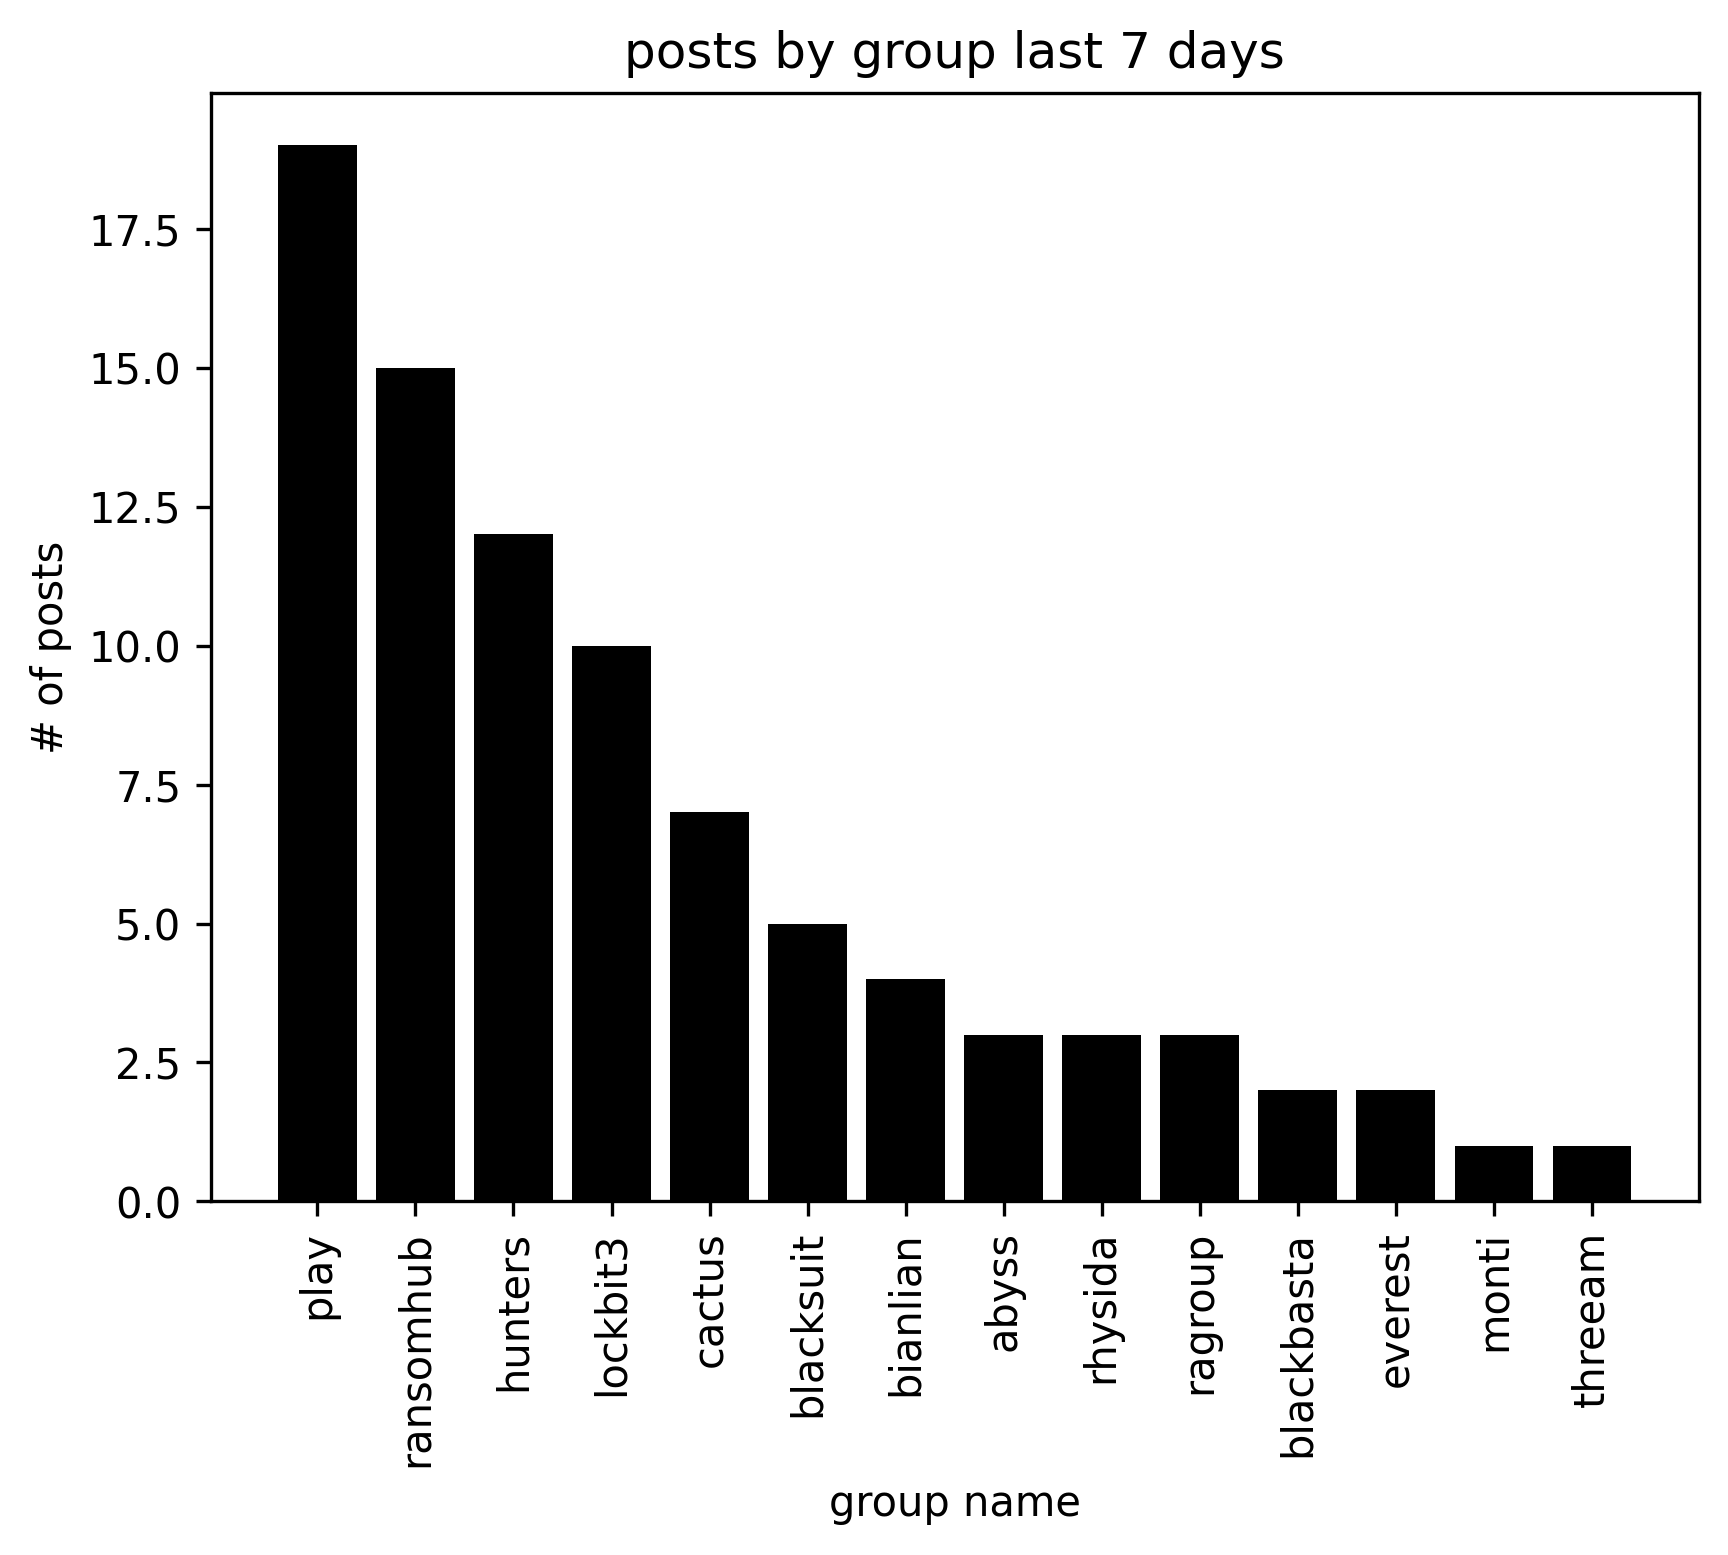 posts by group last 7 days
# of posts
17.5
15.0
12.5
10.0
7.5
5.0
2.5
0.0
play
ransomhub
hunters
lockbit3
cactus
blacksuit
bianlian
abyss
rhysida
ragroup
blackbasta
everest
monti
threeam
group name